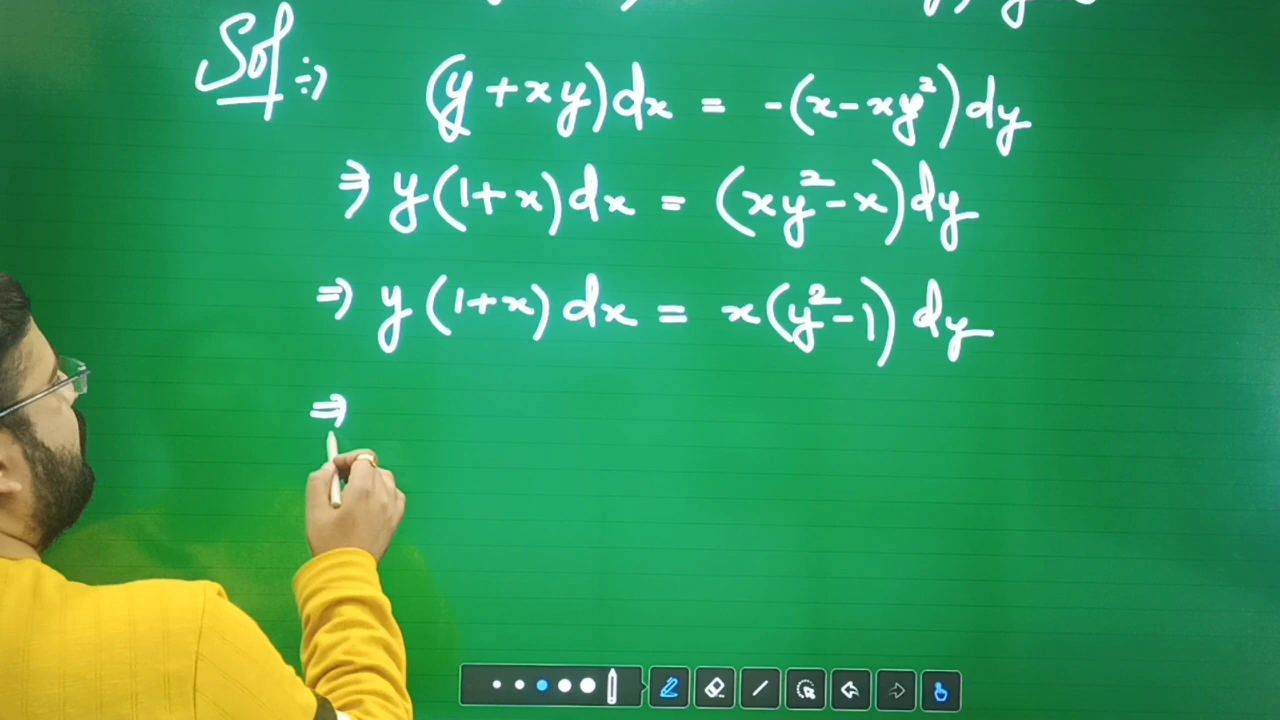 Sol ÷⇒ (y + xy)dx = -(x - xy²)dy
⇒ y(1+x)dx = (xy² - x)dy
⇒ y(1+x)dx = x(y² - 1)dy
⇒